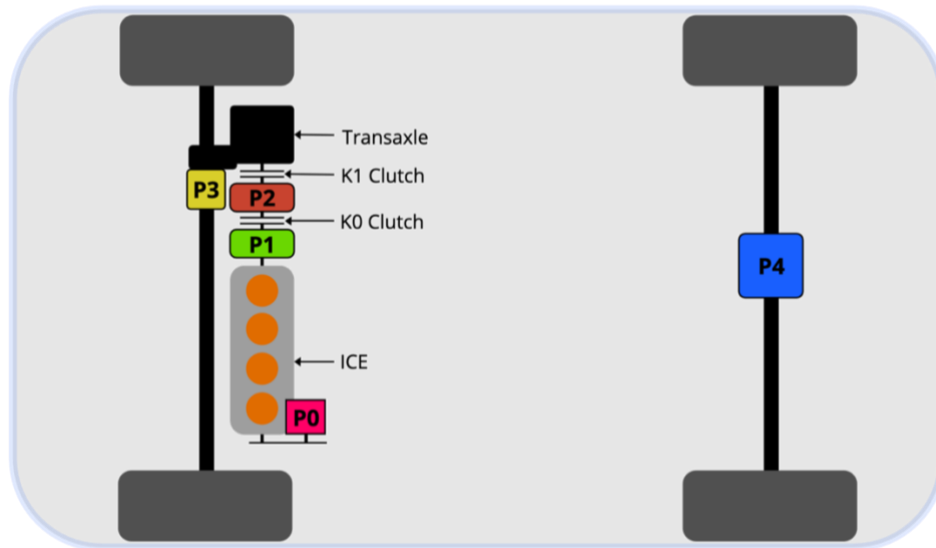 Transaxle
K1 Clutch
P3
P2
K0 Clutch
P1
P4
ICE
P0